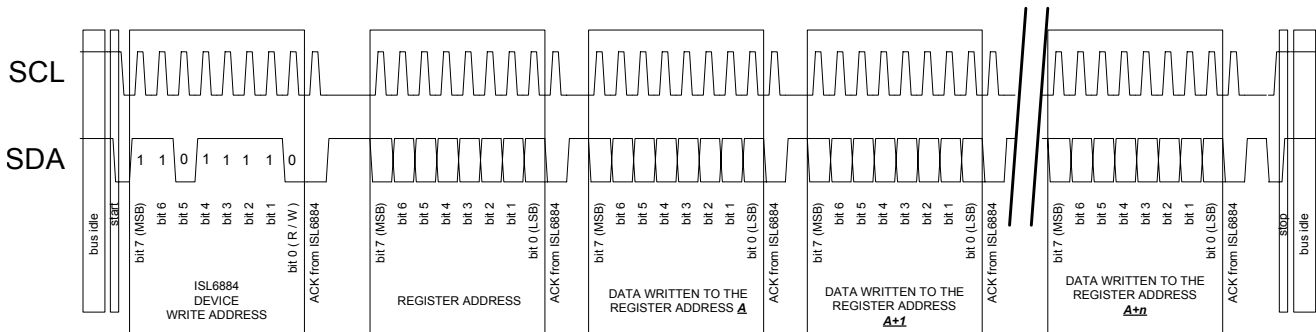 SCL
SDA
1 1 0 1 1 1 1 0
bus idle
start
bit 7 (MSB)
bit 6
bit 5
bit 4
bit 3
bit 2
bit 1
bit 0 ( R / W )
ACK from ISL6884
bit 7 (MSB)
bit 6
bit 5
bit 4
bit 3
bit 2
bit 1
bit 0 (LSB)
ACK from ISL6884
bit 7 (MSB)
bit 6
bit 5
bit 4
bit 3
bit 2
bit 1
bit 0 (LSB)
ACK from ISL6884
bit 7 (MSB)
bit 6
bit 5
bit 4
bit 3
bit 2
bit 1
bit 0 (LSB)
ACK from ISL6884
bit 7 (MSB)
bit 6
bit 5
bit 4
bit 3
bit 2
bit 1
bit 0 (LSB)
ACK from ISL6884
stop
bus idle
ISL6884
DEVICE
WRITE ADDRESS
REGISTER ADDRESS
DATA WRITTEN TO THE
REGISTER ADDRESS A
DATA WRITTEN TO THE
REGISTER ADDRESS
A+1
DATA WRITTEN TO THE
REGISTER ADDRESS
A+n